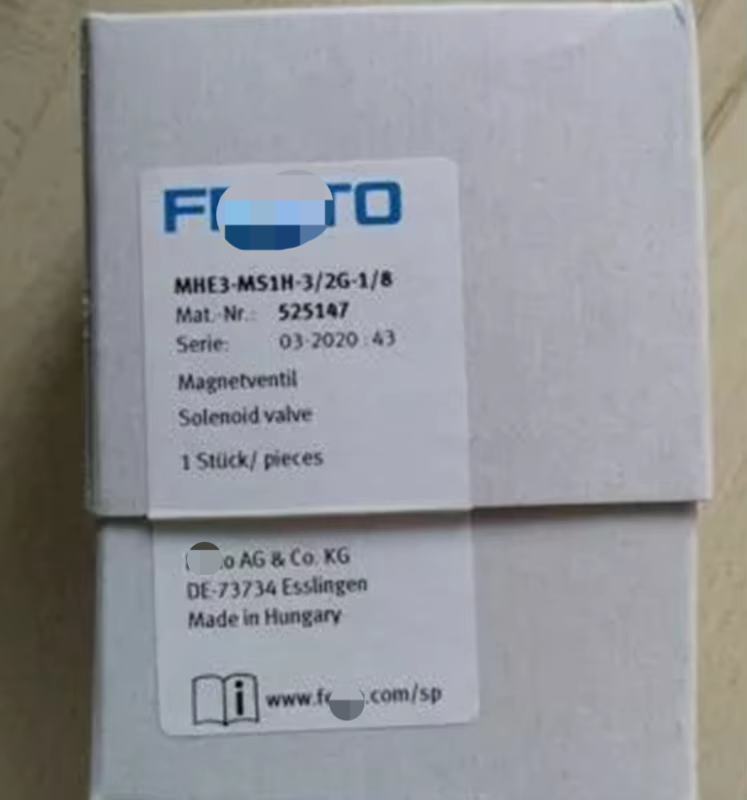 MHE3-MS1H-3/2G-1/8
Mat.-Nr.: 525147
Serie: 03-2020 43
Magnetventil
Solenoid valve
1 Stück/ pieces
AG & Co. KG
DE-73734 Esslingen
Made in Hungary